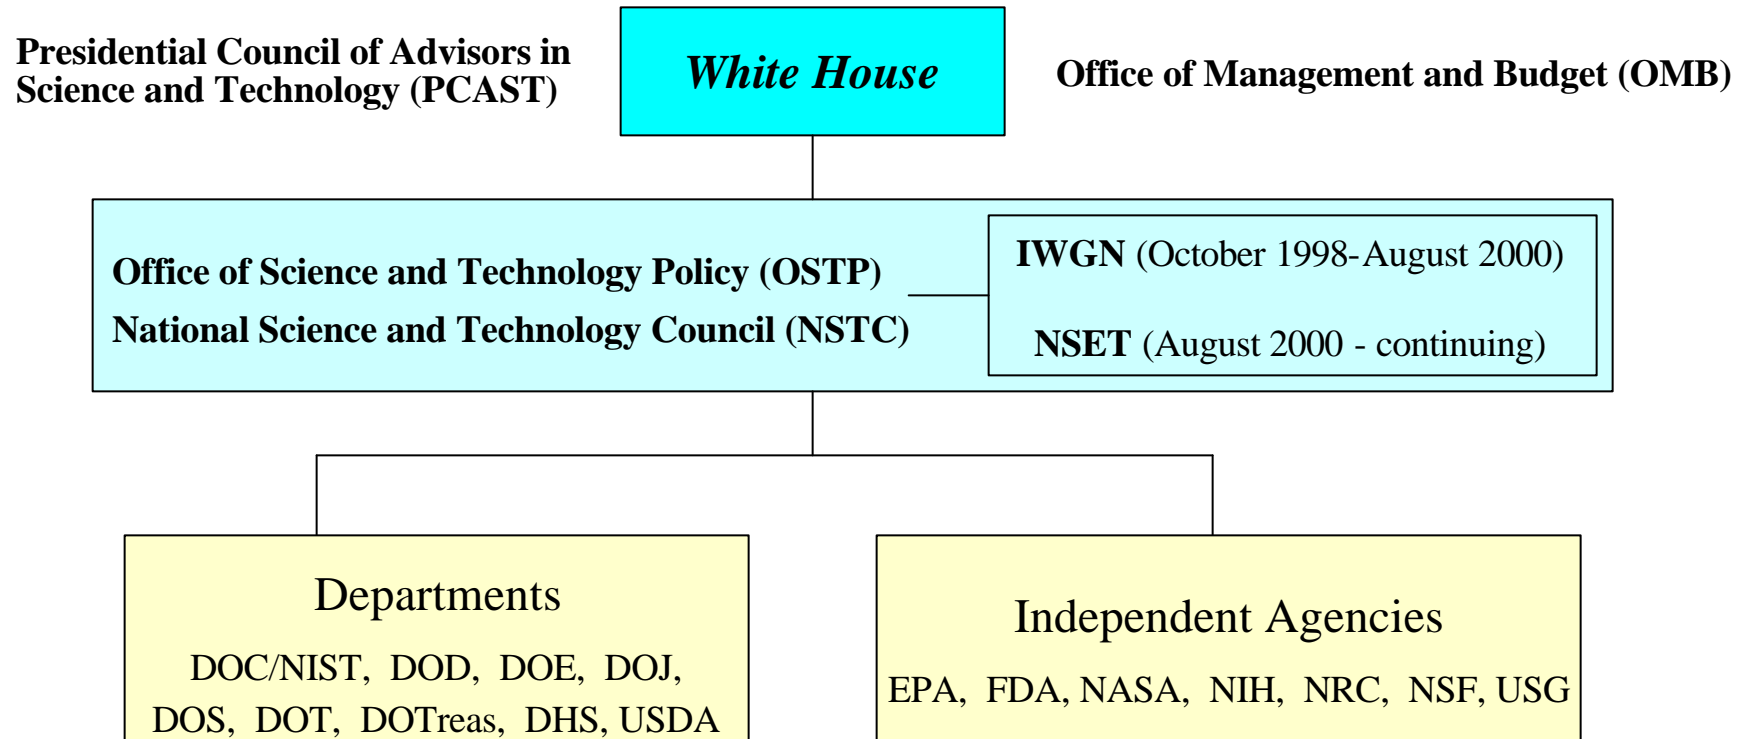 Presidential Council of Advisors in
Science and Technology (PCAST)
White House
Office of Management and Budget (OMB)
Office of Science and Technology Policy (OSTP)
National Science and Technology Council (NSTC)
IWGN (October 1998-August 2000)
NSET (August 2000 - continuing)
Departments
DOC/NIST, DOD, DOE, DOJ,
DOS, DOT, DOTreas, DHS, USDA
Independent Agencies
EPA, FDA, NASA, NIH, NRC, NSF, USG